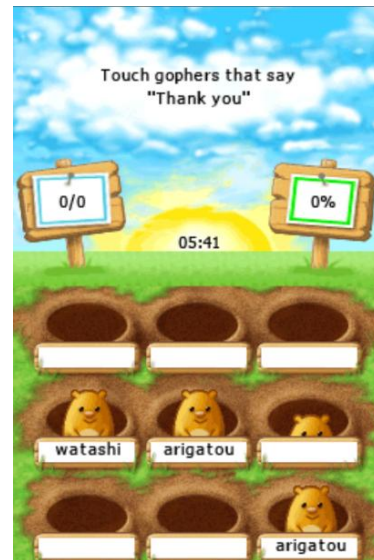 Touch gophers that say
"Thank you"
0/0
0%
05:41
watashi
arigatou
arigatou